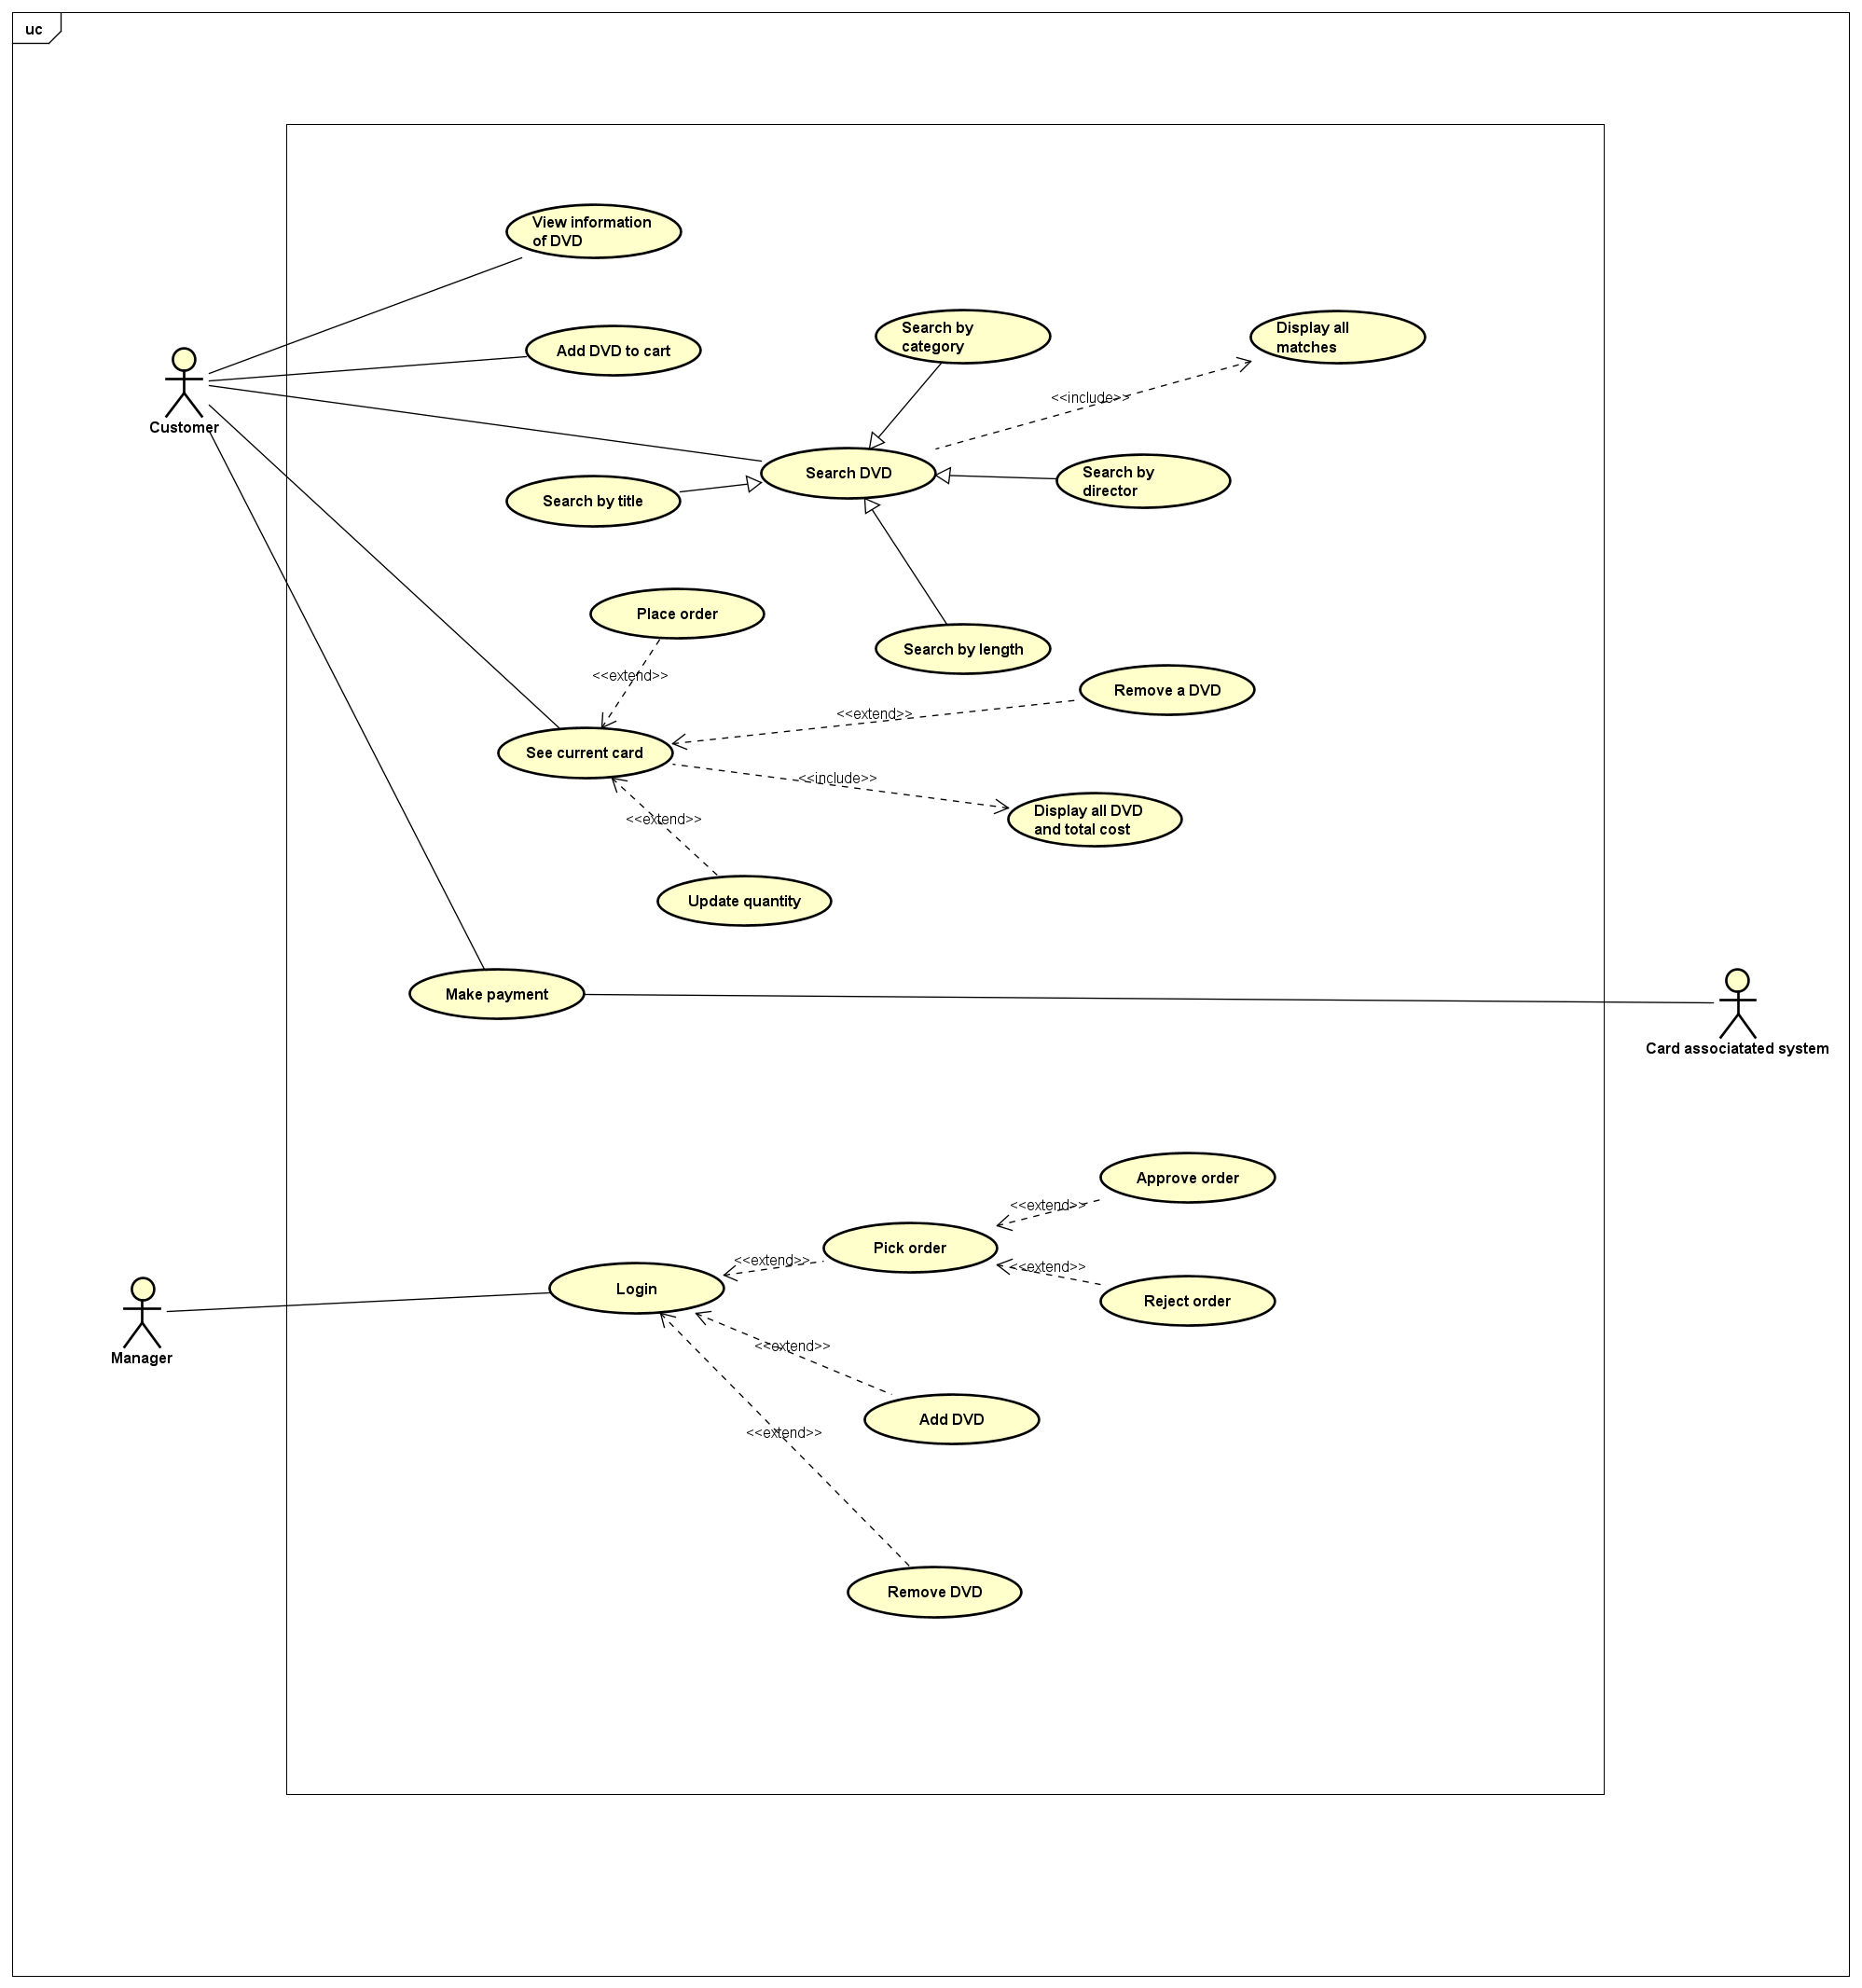 uc
View information
of DVD
Add DVD to cart
Search by
category
Display all
matches
<<include>>
Customer
Search DVD
Search by
director
Search by title
Place order
Search by length
<<extend>>
Remove a DVD
<<extend>>
See current card
<<include>>
Display all DVD
and total cost
<<extend>>
Update quantity
Make payment
Card associatated system
Approve order
<<extend>>
Pick order
<<extend>>
<<extend>>
Login
Reject order
Manager
<<extend>>
Add DVD
<<extend>>
Remove DVD